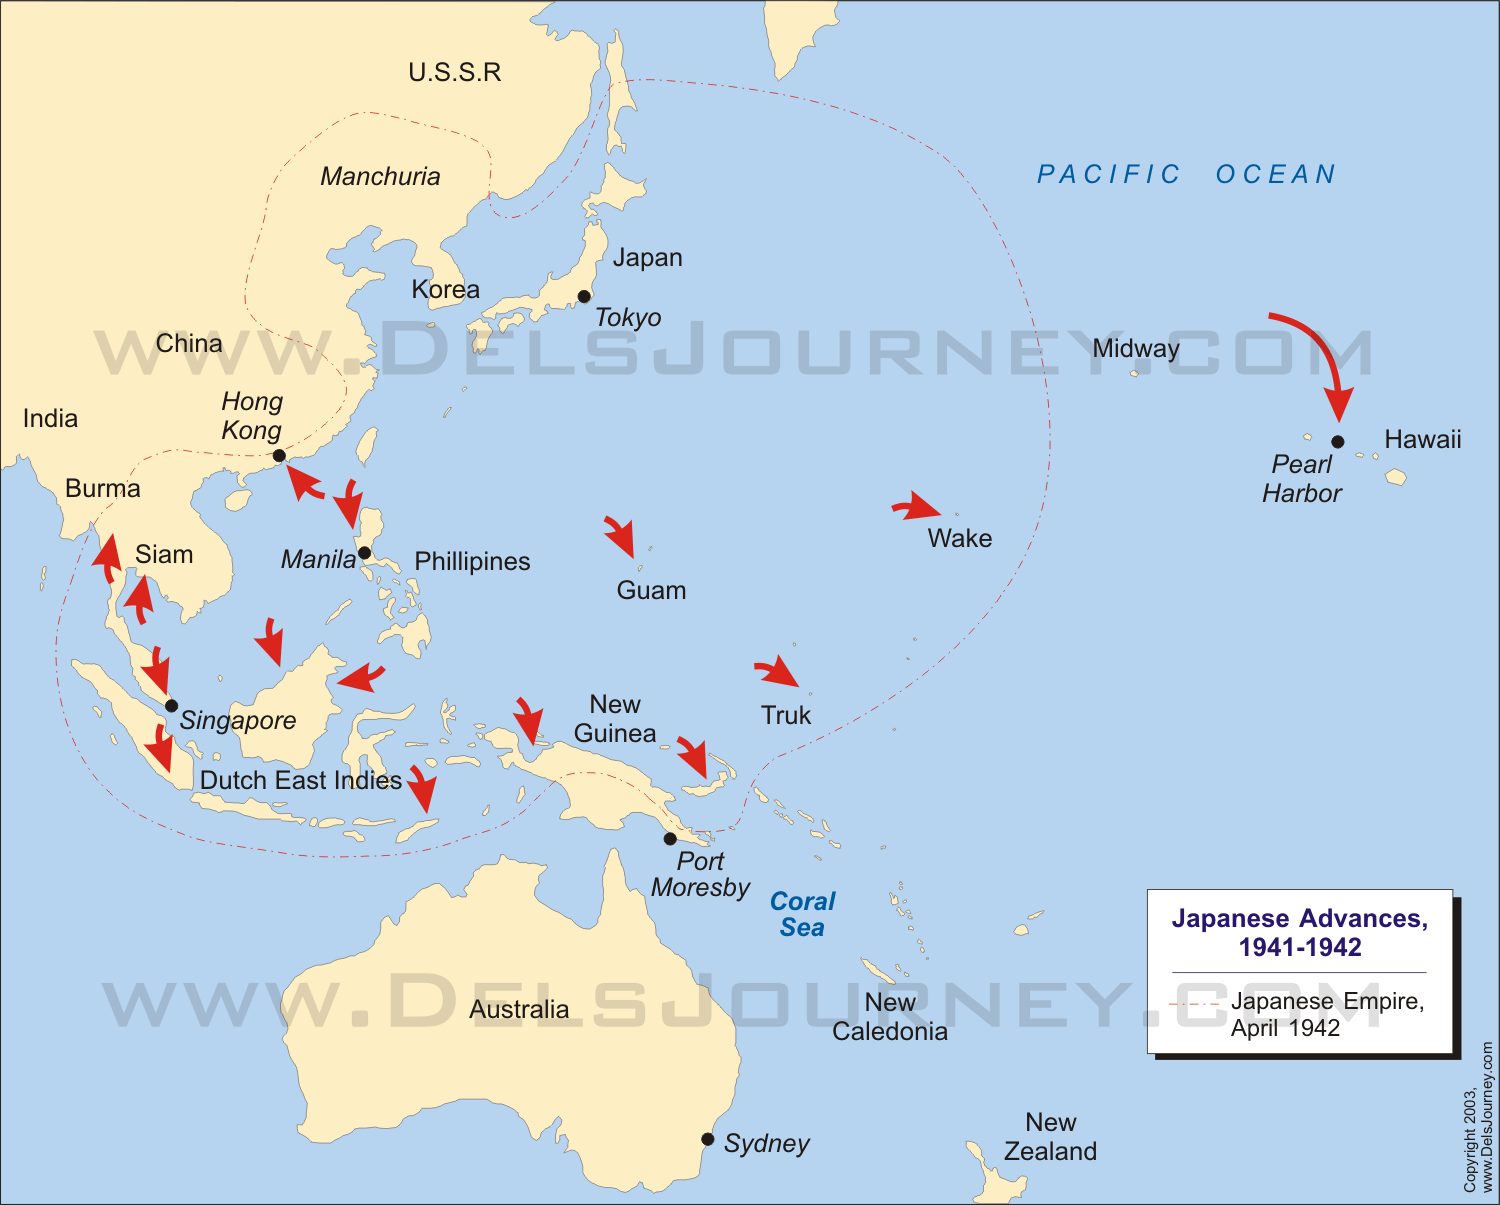 U.S.S.R
Manchuria
PACIFIC OCEAN
Japan
Korea
Tokyo
www.DelsJourney.com
China
Midway
Hong
Kong
India
Hawaii
Pearl
Harbor
Burma
Siam
Manila
Phillipines
Wake
Guam
New
Guinea
Truk
Singapore
Dutch East Indies
Port
Moresby
Coral
Sea
Japanese Advances,
1941-1942
Japanese Empire,
April 1942
www.DelsJourney.com
Australia
New
Caledonia
New
Zealand
Sydney
Copyright 2003,
www.DelsJourney.com